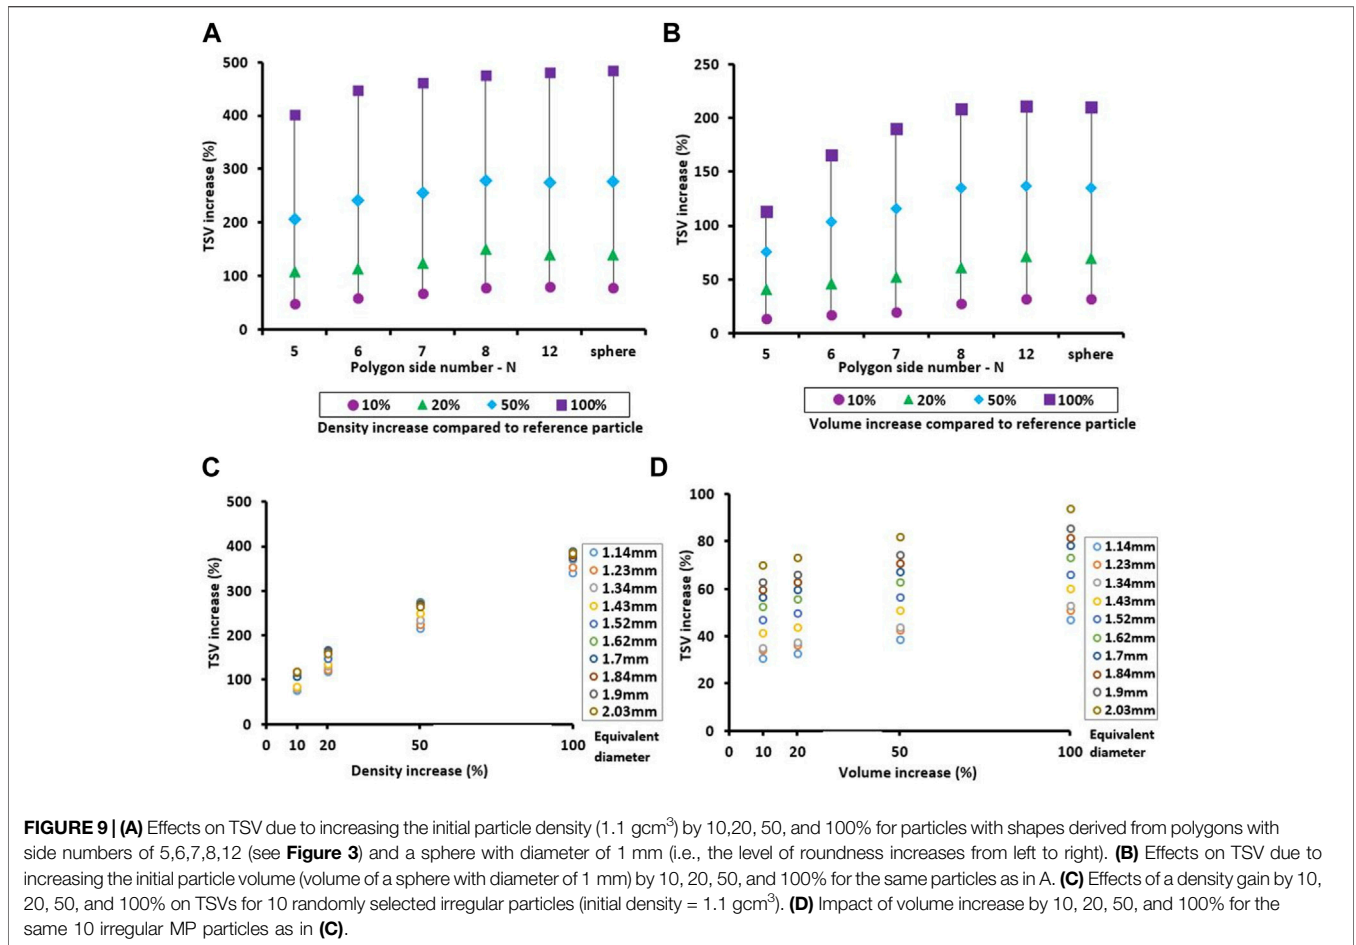 A
TSV increase (%)
500
400
300
200
100
0
5 6 7 8 12 sphere
Polygon side number - N
10% 20% 50% 100%
Density increase compared to reference particle
B
TSV increase (%)
250
200
150
100
50
0
5 6 7 8 12 sphere
Polygon side number - N
10% 20% 50% 100%
Volume increase compared to reference particle
C
TSV increase (%)
500
400
300
200
100
0
0 10 20 50 100
Density increase (%)
1.14mm
1.23mm
1.34mm
1.43mm
1.52mm
1.62mm
1.7mm
1.84mm
1.9mm
2.03mm
Equivalent
diameter
D
TSV increase (%)
100
80
60
40
20
0
0 10 20 50 100
Volume increase (%)
1.14mm
1.23mm
1.34mm
1.43mm
1.52mm
1.62mm
1.7mm
1.84mm
1.9mm
2.03mm
Equivalent
diameter
FIGURE 9 | (A) Effects on TSV due to increasing the initial particle density (1.1 gcm³) by 10,20, 50, and 100% for particles with shapes derived from polygons with
side numbers of 5,6,7,8,12 (see Figure 3) and a sphere with diameter of 1 mm (i.e., the level of roundness increases from left to right). (B) Effects on TSV due to
increasing the initial particle volume (volume of a sphere with diameter of 1 mm) by 10, 20, 50, and 100% for the same particles as in A. (C) Effects of a density gain by 10,
20, 50, and 100% on TSVs for 10 randomly selected irregular particles (initial density = 1.1 gcm³). (D) Impact of volume increase by 10, 20, 50, and 100% for the
same 10 irregular MP particles as in (C).